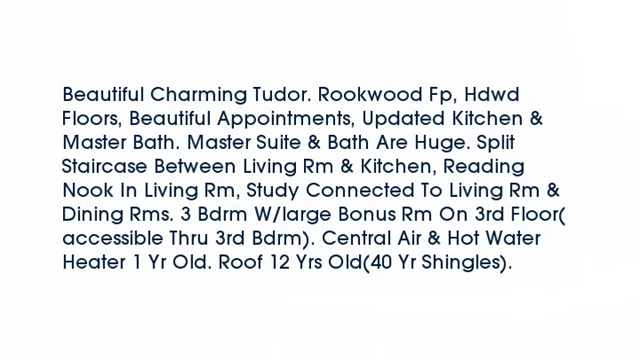 Beautiful Charming Tudor. Rookwood Fp, Hdwd
Floors, Beautiful Appointments, Updated Kitchen &
Master Bath. Master Suite & Bath Are Huge. Split
Staircase Between Living Rm & Kitchen, Reading
Nook In Living Rm, Study Connected To Living Rm &
Dining Rms. 3 Bdrm W/large Bonus Rm On 3rd Floor(
accessible Thru 3rd Bdrm). Central Air & Hot Water
Heater 1 Yr Old. Roof 12 Yrs Old(40 Yr Shingles).